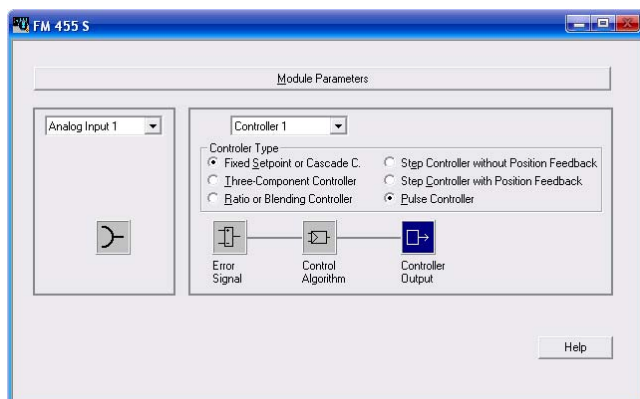 FM 455 S
Module Parameters
Analog Input 1
Controller 1
Controler Type
Fixed Setpoint or Cascade C.
Step Controller without Position Feedback
Three-Component Controller
Step Controller with Position Feedback
Ratio or Blending Controller
Pulse Controller
Error
Signal
Control
Algorithm
Controller
Output
Help